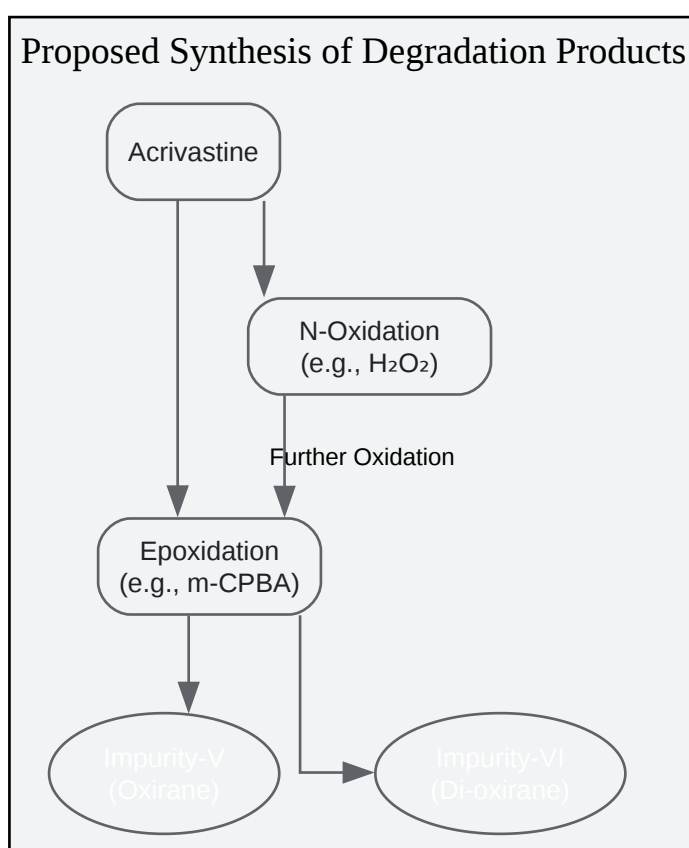 Proposed Synthesis of Degradation Products
Acrivastine
N-Oxidation
(e.g., H₂O₂)
Further Oxidation
Epoxidation
(e.g., m-CPBA)
Impurity-V
(Oxirane)
Impurity-VI
(Di-oxirane)